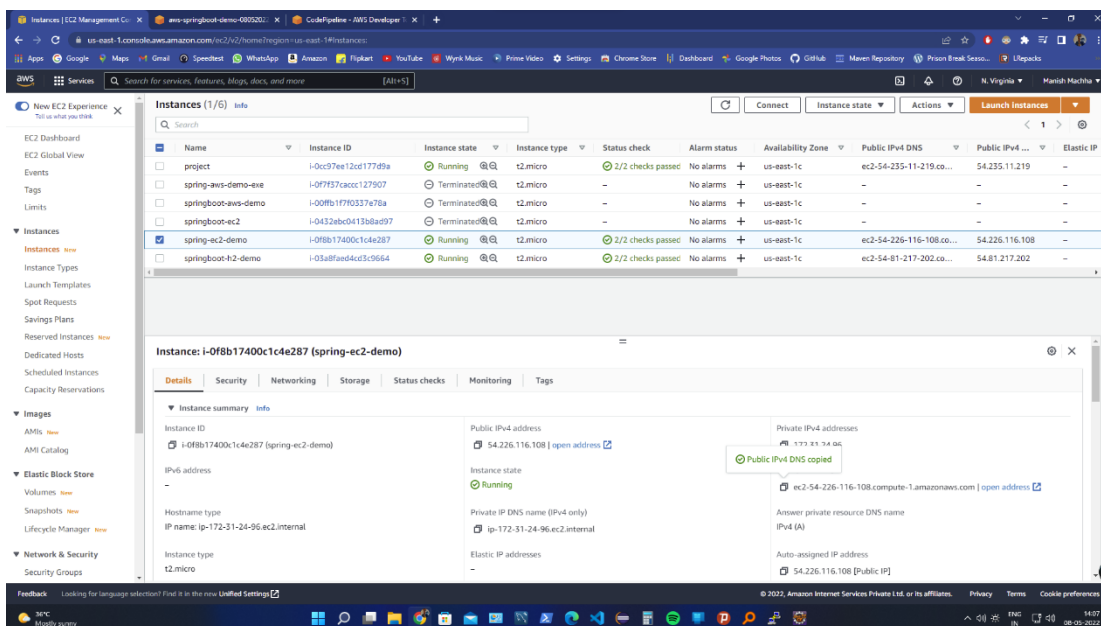 Instances | EC2 Management Co
aws-springboot-demo-0805202
CodePipeline - AWS Developer T
us-east-1.console.aws.amazon.com/ec2/v2/home?region=us-east-1#Instances:
Apps Google Maps Gmail Speedtest WhatsApp Amazon Flipkart YouTube Wynk Music Prime Video Settings Chrome Store Dashboard Google Photos GitHub Maven Repository Prison Break Seaso... LRepacks
aws Services Search for services, features, blogs, docs, and more [Alt+S] N. Virginia Manish Machha
New EC2 Experience
Tell us what you think
EC2 Dashboard
EC2 Global View
Events
Tags
Limits
Instances
Instances New
Instance Types
Launch Templates
Spot Requests
Savings Plans
Reserved Instances New
Dedicated Hosts
Scheduled Instances
Capacity Reservations
Images
AMIs New
AMI Catalog
Elastic Block Store
Volumes New
Snapshots New
Lifecycle Manager New
Network & Security
Security Groups
Instances (1/6) Info
Connect Instance state Actions Launch Instances
Search
1
Name Instance ID Instance state Instance type Status check Alarm status Availability Zone Public IPv4 DNS Public IPv4 ... Elastic IP
project i-0cc97ee12cd177d9a Running t2.micro 2/2 checks passed No alarms + us-east-1c ec2-54-235-11-219.co... 54.235.11.219 –
spring-aws-demo-exe i-0f7f37caccc127907 Terminated t2.micro – No alarms + us-east-1c – – –
springboot-aws-demo i-00ffb1f7f0337e78a Terminated t2.micro – No alarms + us-east-1c – – –
springboot-ec2 i-0432ebc0413b8ad97 Terminated t2.micro – No alarms + us-east-1c – – –
spring-ec2-demo i-0f8b17400c1c4e287 Running t2.micro 2/2 checks passed No alarms + us-east-1c ec2-54-226-116-108.co... 54.226.116.108 –
springboot-h2-demo i-03a8faed4cd3c9664 Running t2.micro 2/2 checks passed No alarms + us-east-1c ec2-54-81-217-202.co... 54.81.217.202 –
Instance: i-0f8b17400c1c4e287 (spring-ec2-demo)
Details Security Networking Storage Status checks Monitoring Tags
Instance summary Info
Instance ID
i-0f8b17400c1c4e287 (spring-ec2-demo)
Public IPv4 address
54.226.116.108 | open address
Private IPv4 addresses
172.31.24.96
Public IPv4 DNS copied
IPv6 address
–
Instance state
Running
ec2-54-226-116-108.compute-1.amazonaws.com | open address
Hostname type
IP name: ip-172-31-24-96.ec2.internal
Private IP DNS name (IPv4 only)
ip-172-31-24-96.ec2.internal
Answer private resource DNS name
IPv4 (A)
Instance type
t2.micro
Elastic IP addresses
–
Auto-assigned IP address
54.226.116.108 [Public IP]
Feedback Looking for language selection? Find it in the new Unified Settings © 2022, Amazon Internet Services Private Ltd. or its affiliates. Privacy Terms Cookie preferences
36°C
Mostly sunny
ENG
IN
14:07
08-05-2022